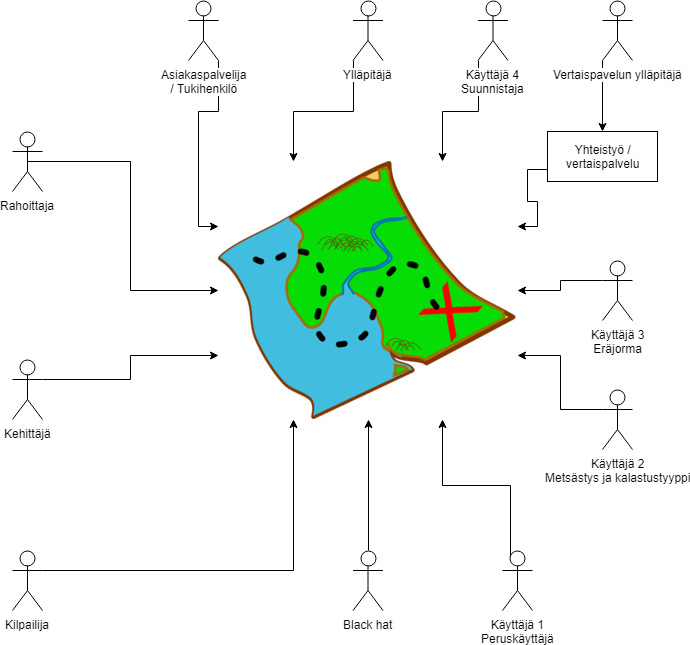 Asiakaspalvelija
/ Tukihenkilö
Ylläpitäjä
Käyttäjä 4
Suunnistaja
Vertaispavelun ylläpitäjä
Yhteistyö /
vertaispalvelu
Rahoittaja
Käyttäjä 3
Eräjorma
Kehittäjä
Käyttäjä 2
Metsästys ja kalastustyyppi
Kilpailija
Black hat
Käyttäjä 1
Peruskäyttäjä